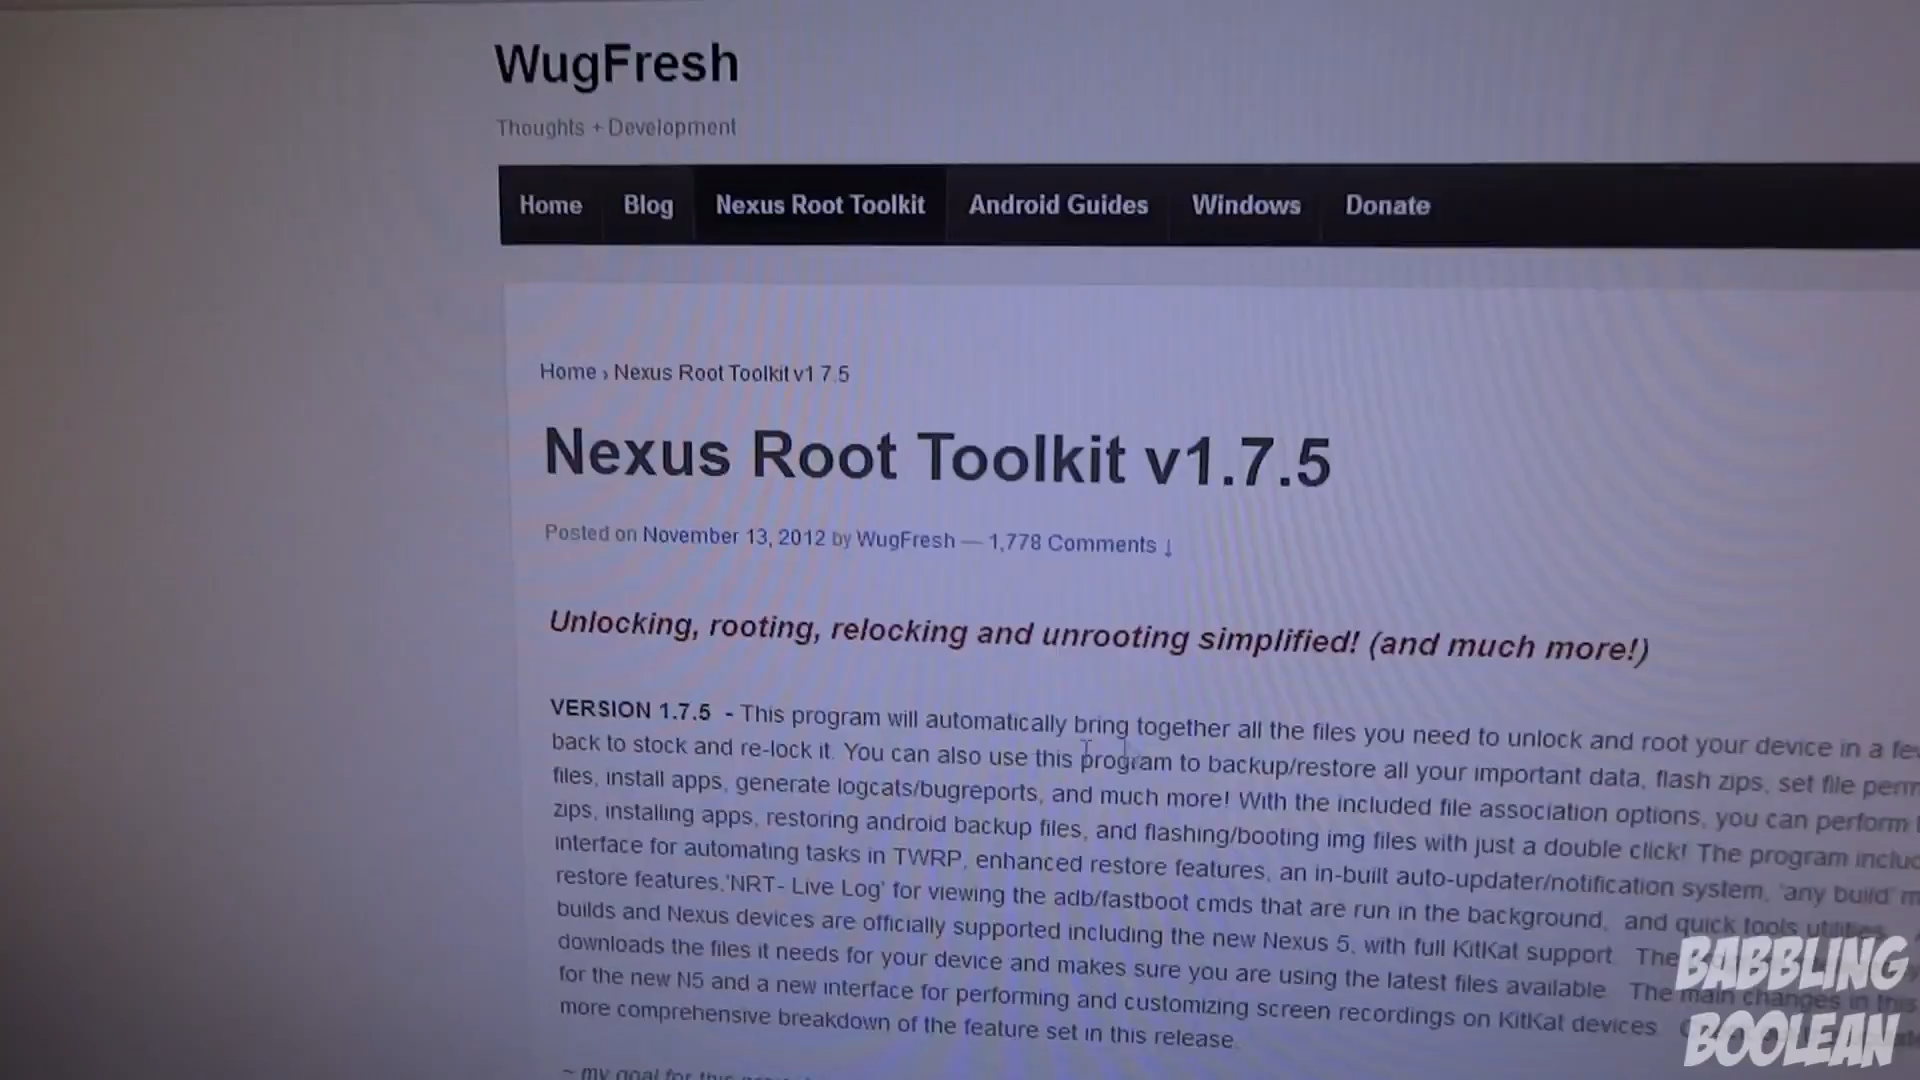 WugFresh
Thoughts + Development
Home Blog Nexus Root Toolkit Android Guides Windows Donate
Home › Nexus Root Toolkit v1.7.5
Nexus Root Toolkit v1.7.5
Posted on November 13, 2012 by WugFresh — 1,778 Comments ↓
Unlocking, rooting, relocking and unrooting simplified! (and much more!)
VERSION 1.7.5 - This program will automatically bring together all the files you need to unlock and root your device in a
back to stock and re-lock it. You can also use this program to backup/restore all your important data, flash zips, set file
files, install apps, generate logcats/bugreports, and much more! With the included file association options, you can perform
zips, installing apps, restoring android backup files, and flashing/booting img files with just a double click! The program
interface for automating tasks in TWRP, enhanced restore features, an in-built auto-updater/notification system, 'any build'
restore features,'NRT- Live Log' for viewing the adb/fastboot cmds that are run in the background, and quick tools utilities.
builds and Nexus devices are officially supported including the new Nexus 5, with full KitKat support. The
downloads the files it needs for your device and makes sure you are using the latest files available. The main changes in this
for the new N5 and a new interface for performing and customizing screen recordings on KitKat devices.
more comprehensive breakdown of the feature set in this release.
~ my goal for this
BABBLING
BOOLEAN